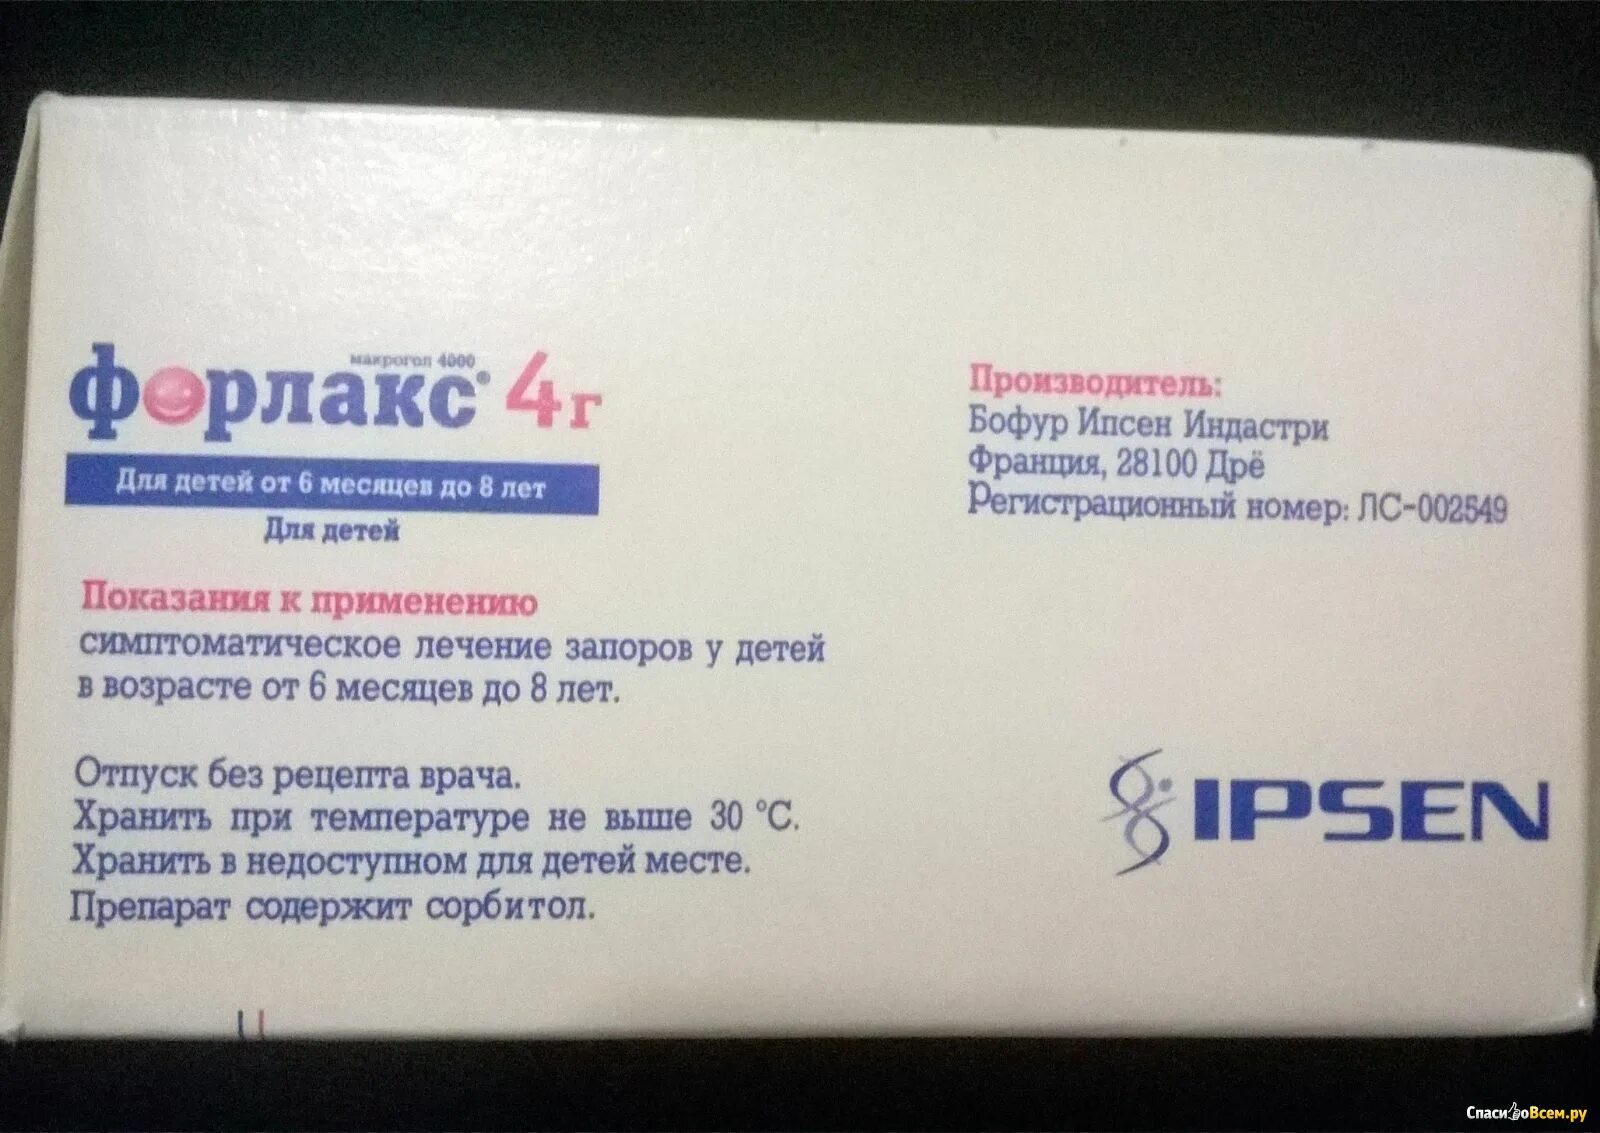 макрогол 4000
форлакс® 4г
Для детей от 6 месяцев до 8 лет
Для детей
Показания к применению
симптоматическое лечение запоров у детей
в возрасте от 6 месяцев до 8 лет.
Отпуск без рецепта врача.
Хранить при температуре не выше 30 °С.
Хранить в недоступном для детей месте.
Препарат содержит сорбитол.
Производитель:
Бофур Ипсен Индастри
Франция, 28100 Дрё
Регистрационный номер: ЛС-002549
IPSEN
СпасибоВсем.ру